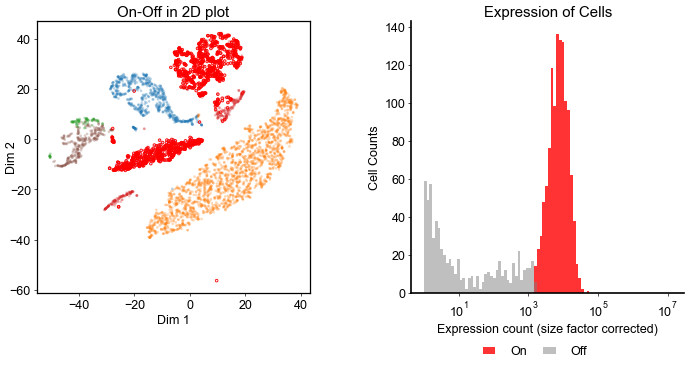 On-Off in 2D plot
40
20
0
−20
−40
−60
Dim 2
−40 −20 0 20 40
Dim 1
Expression of Cells
140
120
100
80
60
40
20
0
Cell Counts
10^1 10^3 10^5 10^7
Expression count (size factor corrected)
On Off